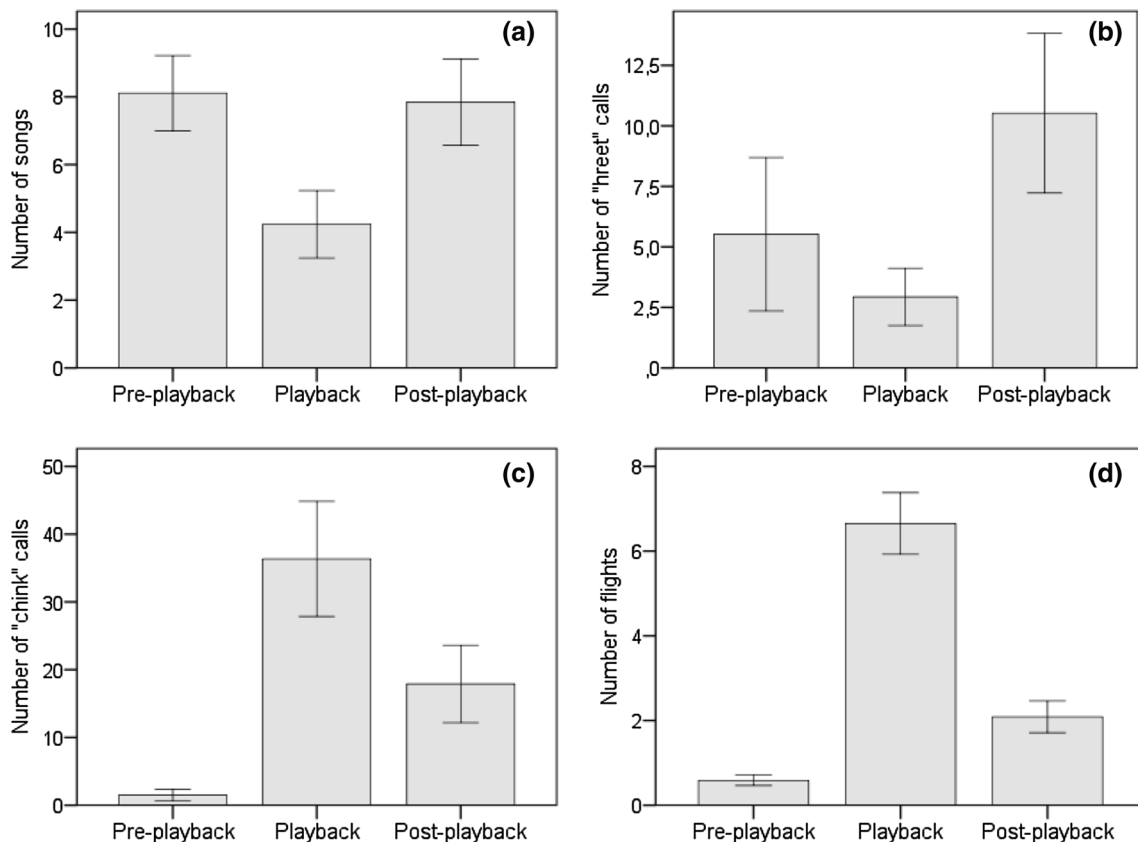 (a)
Number of songs
10
8
6
4
2
0
Pre-playback Playback Post-playback
(b)
Number of "hreet" calls
12,5
10,0
7,5
5,0
2,5
,0
Pre-playback Playback Post-playback
(c)
Number of "chink" calls
50
40
30
20
10
0
Pre-playback Playback Post-playback
(d)
Number of flights
8
6
4
2
0
Pre-playback Playback Post-playback